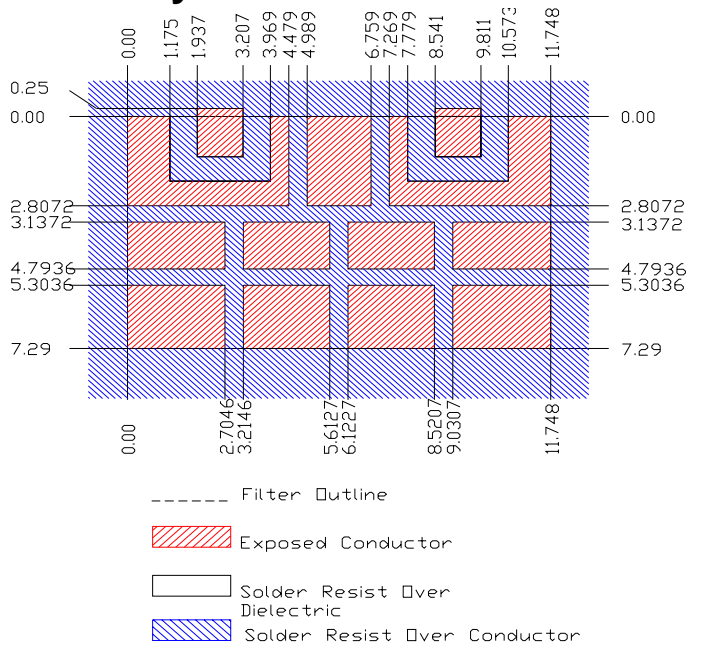 0.00 1.175 1.937 3.207 3.969 4.479 4.989 6.759 7.269 7.779 8.541 9.811 10.573 11.748
0.25
0.00 0.00
2.8072 2.8072
3.1372 3.1372
4.7936 4.7936
5.3036 5.3036
7.29 7.29
0.00 2.7046 3.2146 5.6127 6.1227 8.5207 9.0307 11.748
Filter Outline
Exposed Conductor
Solder Resist Over
Dielectric
Solder Resist Over Conductor